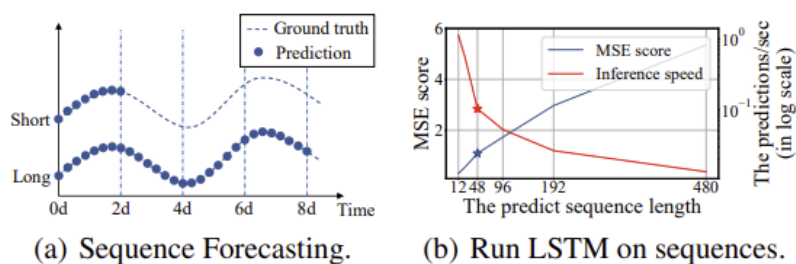 Ground truth
Prediction
Short
Long
0d 2d 4d 6d 8d Time
(a) Sequence Forecasting.
MSE score
6
4
2
MSE score
Inference speed
10^0
10^-1
The predictions/sec
(in log scale)
12 48 96 192 480
The predict sequence length
(b) Run LSTM on sequences.